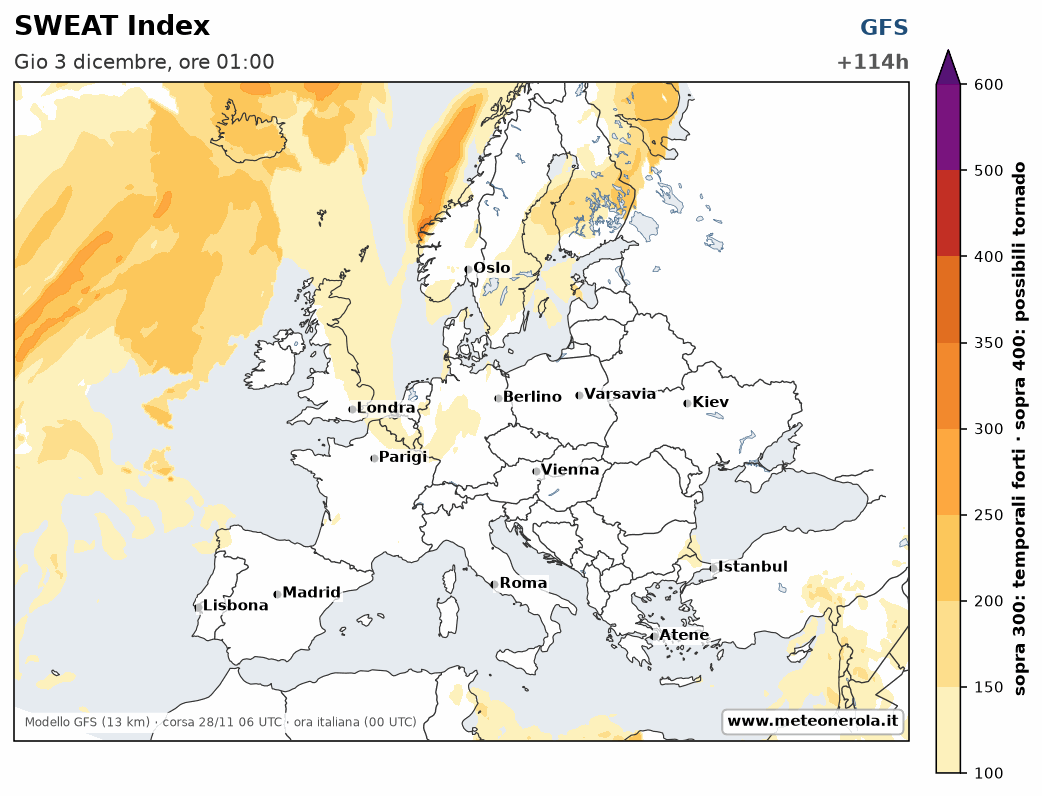 SWEAT Index
GFS
Gio 3 dicembre, ore 01:00
+114h
Oslo
Londra
Berlino
Varsavia
Kiev
Parigi
Vienna
Istanbul
Roma
Madrid
Lisbona
Atene
Modello GFS (13 km) · corsa 28/11 06 UTC · ora italiana (00 UTC)
www.meteonerola.it
600
500
400
350
300
250
200
150
100
sopra 300: temporali forti · sopra 400: possibili tornado